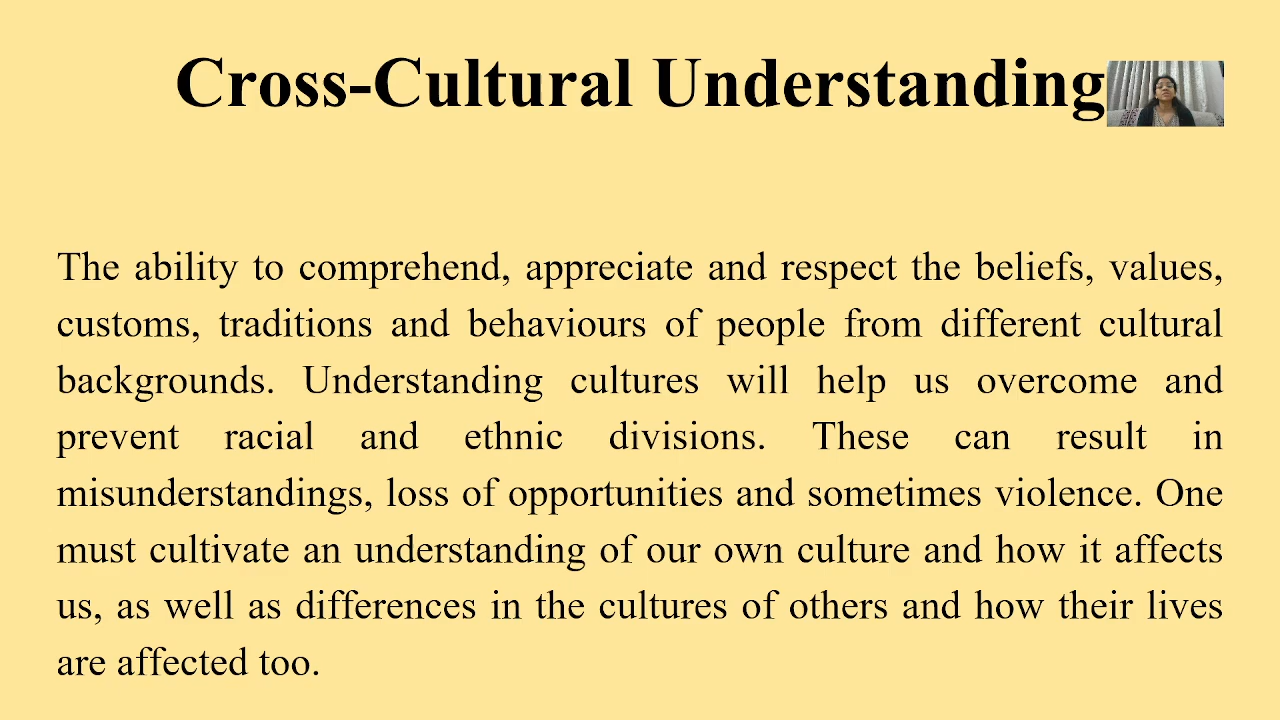 Cross-Cultural Understanding
The ability to comprehend, appreciate and respect the beliefs, values,
customs, traditions and behaviours of people from different cultural
backgrounds. Understanding cultures will help us overcome and
prevent racial and ethnic divisions. These can result in
misunderstandings, loss of opportunities and sometimes violence. One
must cultivate an understanding of our own culture and how it affects
us, as well as differences in the cultures of others and how their lives
are affected too.